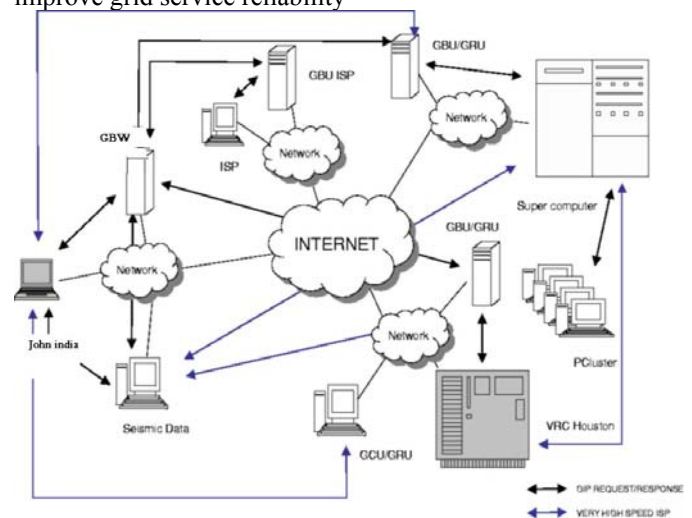 improve grid service reliability
GBU/GRU
GBU ISP
GBW
Network
Network
ISP
Super computer
GBU/GRU
INTERNET
Network
Network
John india
PCluster
Seismic Data
VRC Houston
GCU/GRU
GIP REQUEST/RESPONSE
VERY HIGH SPEED ISP